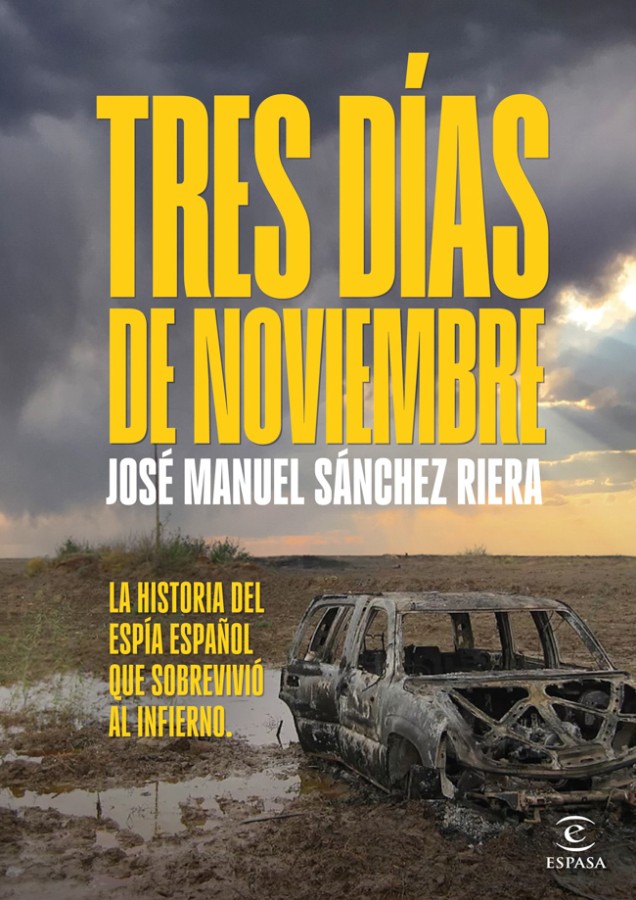 TRES DÍAS
DE NOVIEMBRE
JOSÉ MANUEL SÁNCHEZ RIERA
LA HISTORIA DEL
ESPÍA ESPAÑOL
QUE SOBREVIVIÓ
AL INFIERNO.
e
ESPASA